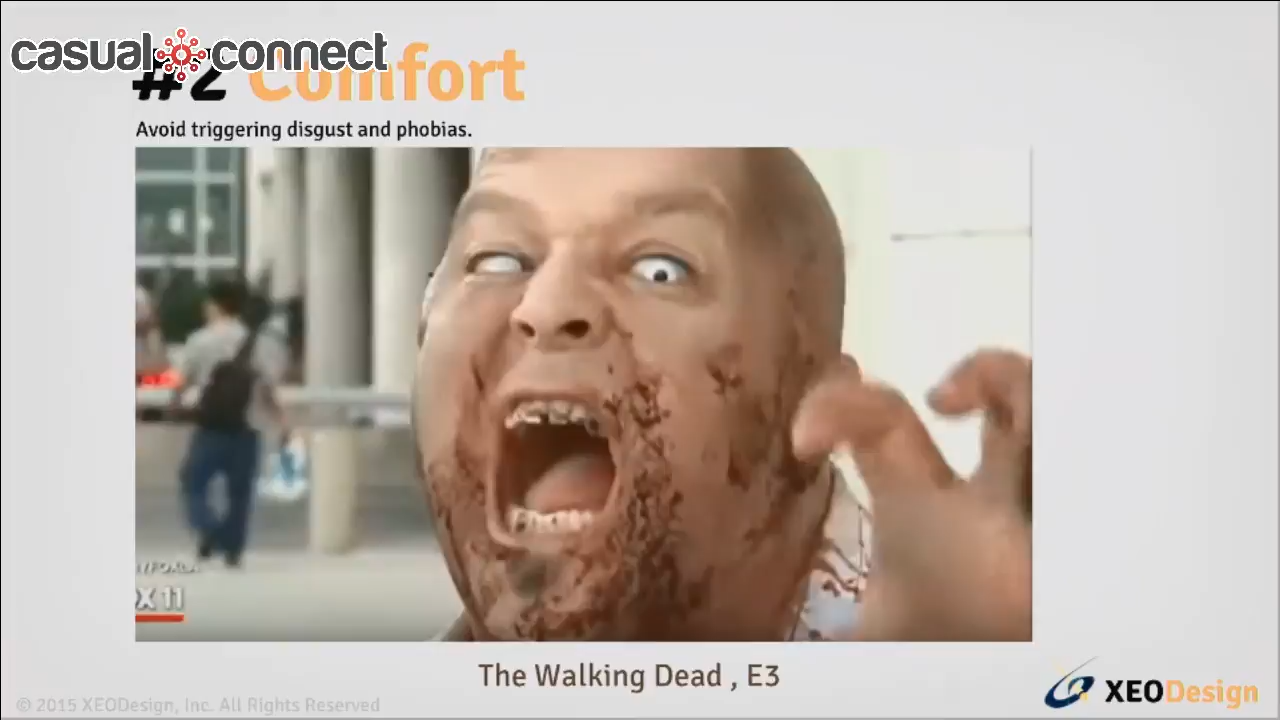 casual connect
#2 Comfort
Avoid triggering disgust and phobias.
X 11
The Walking Dead , E3
© 2015 XEODesign, Inc. All Rights Reserved
XEODesign